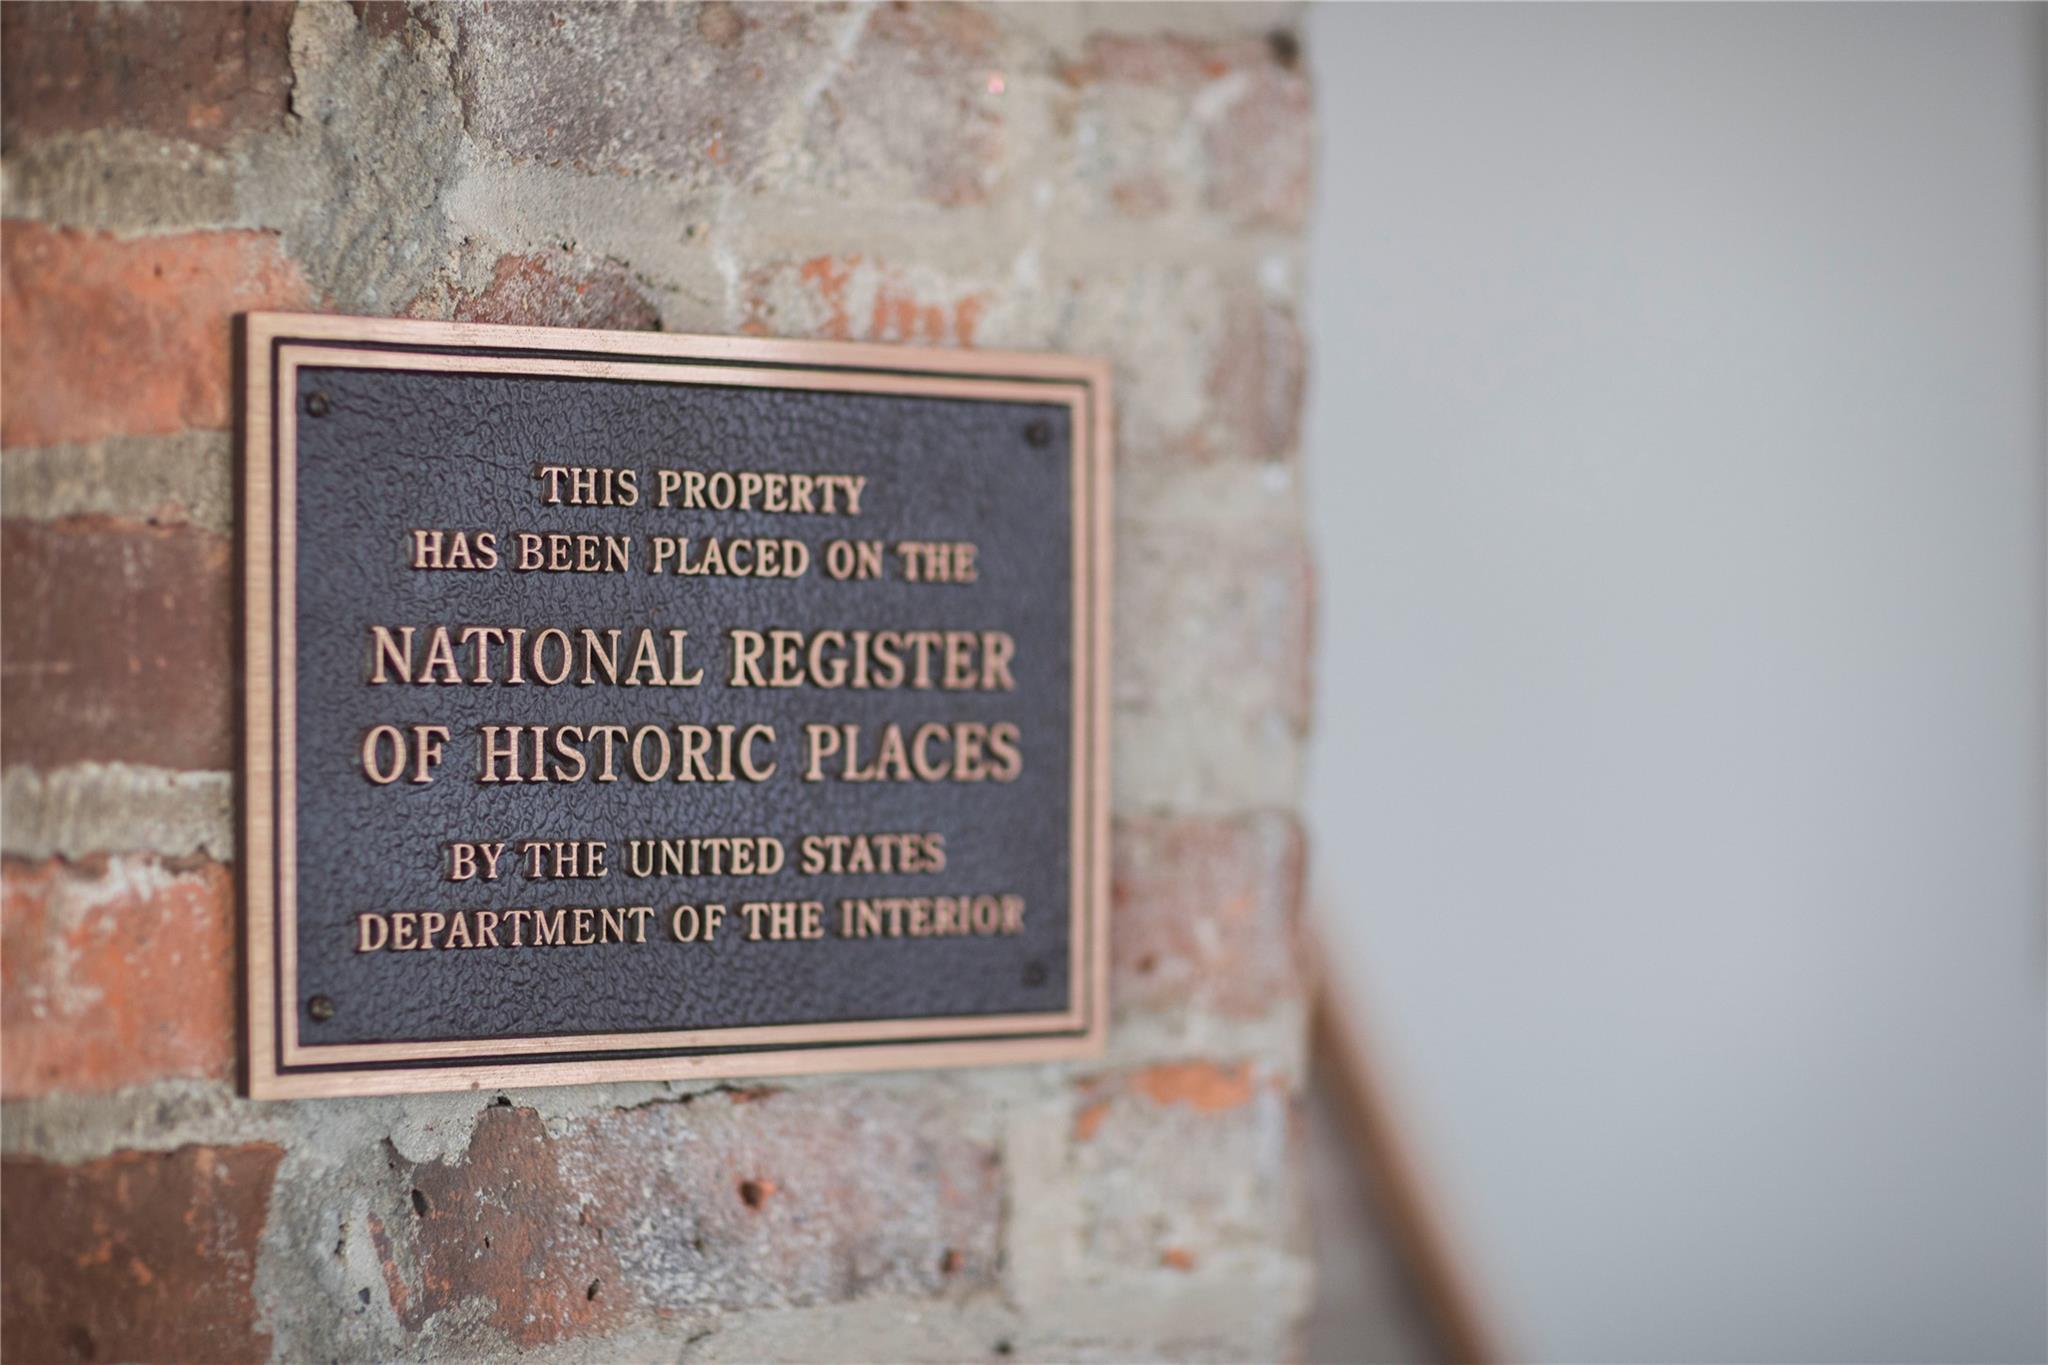 THIS PROPERTY
HAS BEEN PLACED ON THE
NATIONAL REGISTER
OF HISTORIC PLACES
BY THE UNITED STATES
DEPARTMENT OF THE INTERIOR